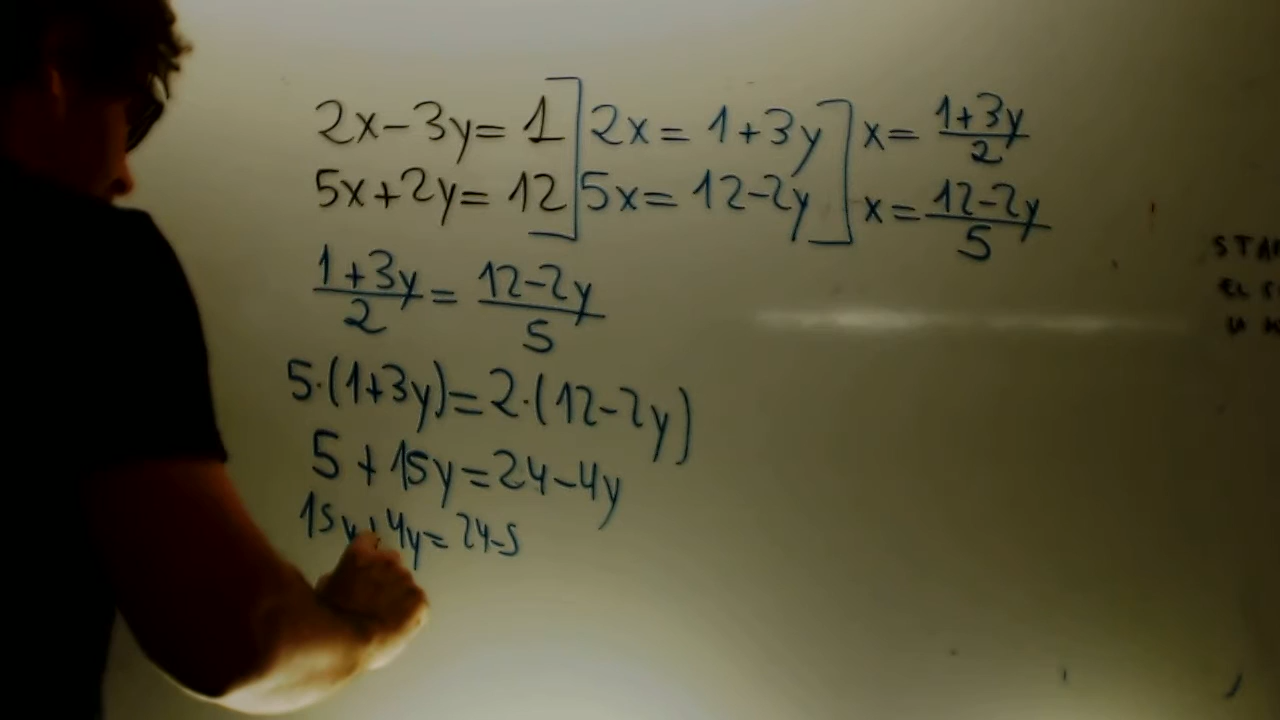 2x-3y=1] 2x=1+3y] x=(1+3y)/2
5x+2y=12] 5x=12-2y] x=(12-2y)/5
(1+3y)/2=(12-2y)/5
5·(1+3y)=2·(12-2y)
5+15y=24-4y
15y+4y=24-5
EL